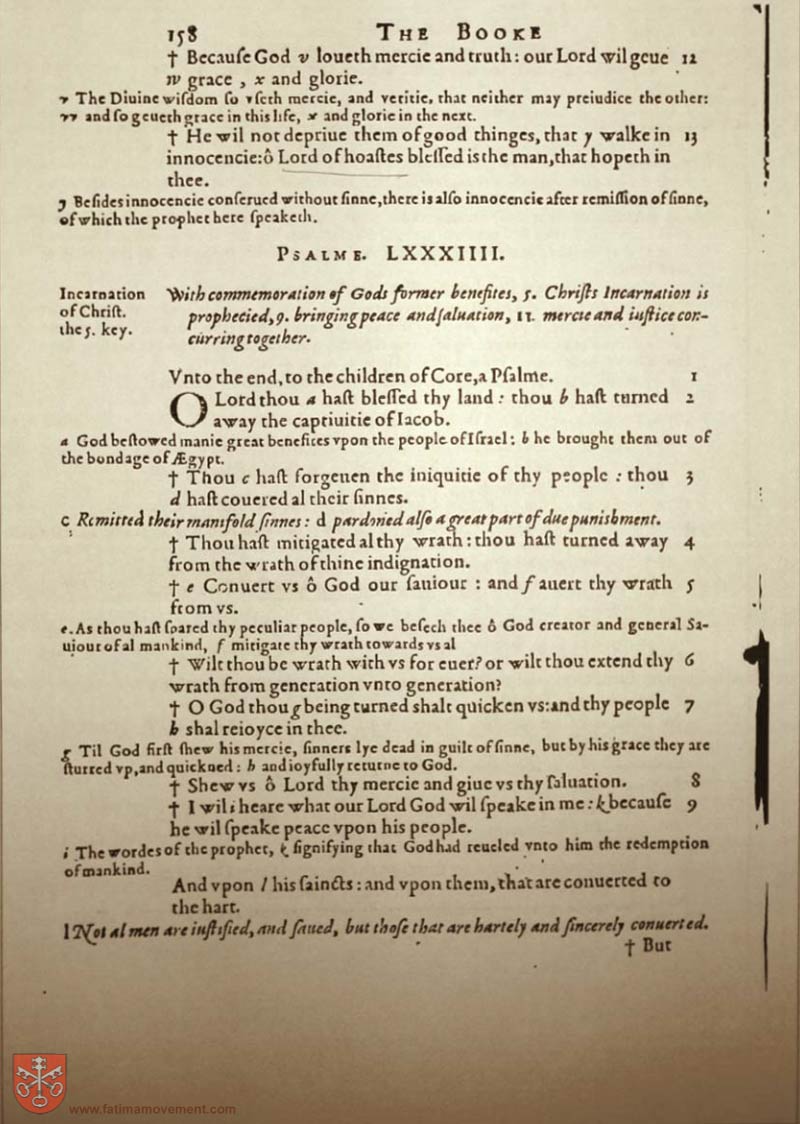 158 THE BOOKE
† Becauſe God v loueth mercie and truth: our Lord wil geue 12
w grace , x and glorie.
v The Diuine wiſdom ſo vſeth mercie, and veritie, that neither may preiudice the other:
w and ſo geueth grace in this life, x and glorie in the next.
† He wil not depriue them of good thinges, that y walke in 13
innocencie: ô Lord of hoaſtes bleſſed is the man, that hopeth in
thee.
y Beſides innocencie conſerued without ſinne, there is alſo innocencie after remiſſion of ſinne,
of which the prophet here ſpeaketh.
PSALME. LXXXIIII.
Incarnation
of Chriſt.
the 5. key.
With commemoration of Gods former benefites, 5. Chriſts Incarnation is
prophecied, 9. bringing peace and ſaluation, 11. mercie and iuſtice con-
curring together.
Vnto the end, to the children of Core, a Pſalme. 1
O Lord thou a haſt bleſſed thy land : thou b haſt turned 2
away the captiuitie of Iacob.
a God beſtowed manie great benefites vpon the people of Iſrael: b he brought them out of
the bondage of Ægypt.
† Thou c haſt forgeuen the iniquitie of thy people : thou 3
d haſt couered al their ſinnes.
c Remitted their manifold ſinnes: d pardoned alſo a great part of due punishment.
† Thou haſt mitigated al thy wrath: thou haſt turned away 4
from the wrath of thine indignation.
† e Conuert vs ô God our ſauiour : and f auert thy wrath 5
from vs.
e. As thou haſt ſpared thy peculiar people, ſo we beſech thee ô God creator and general Sa-
uiour of al mankind, f mitigate thy wrath towards vs al
† Wilt thou be wrath with vs for euer? or wilt thou extend thy 6
wrath from generation vnto generation?
† O God thou g being turned shalt quicken vs: and thy people 7
h shal reioyce in thee.
g Til God firſt shew his mercie, ſinners lye dead in guilt of ſinne, but by his grace they are
ſturred vp, and quickned : h and ioyfully returne to God.
† Shew vs ô Lord thy mercie and giue vs thy ſaluation. 8
† I wil i heare what our Lord God wil ſpeake in me : k becauſe 9
he wil ſpeake peace vpon his people.
i The wordes of the prophet, k ſignifying that God had reueled vnto him the redemption
of mankind.
And vpon l his ſaincts : and vpon them, that are conuerted to
the hart.
l Not al men are iuſtified, and ſaued, but thoſe that are hartely and ſincerely conuerted.
† But
www.fatimamovement.com